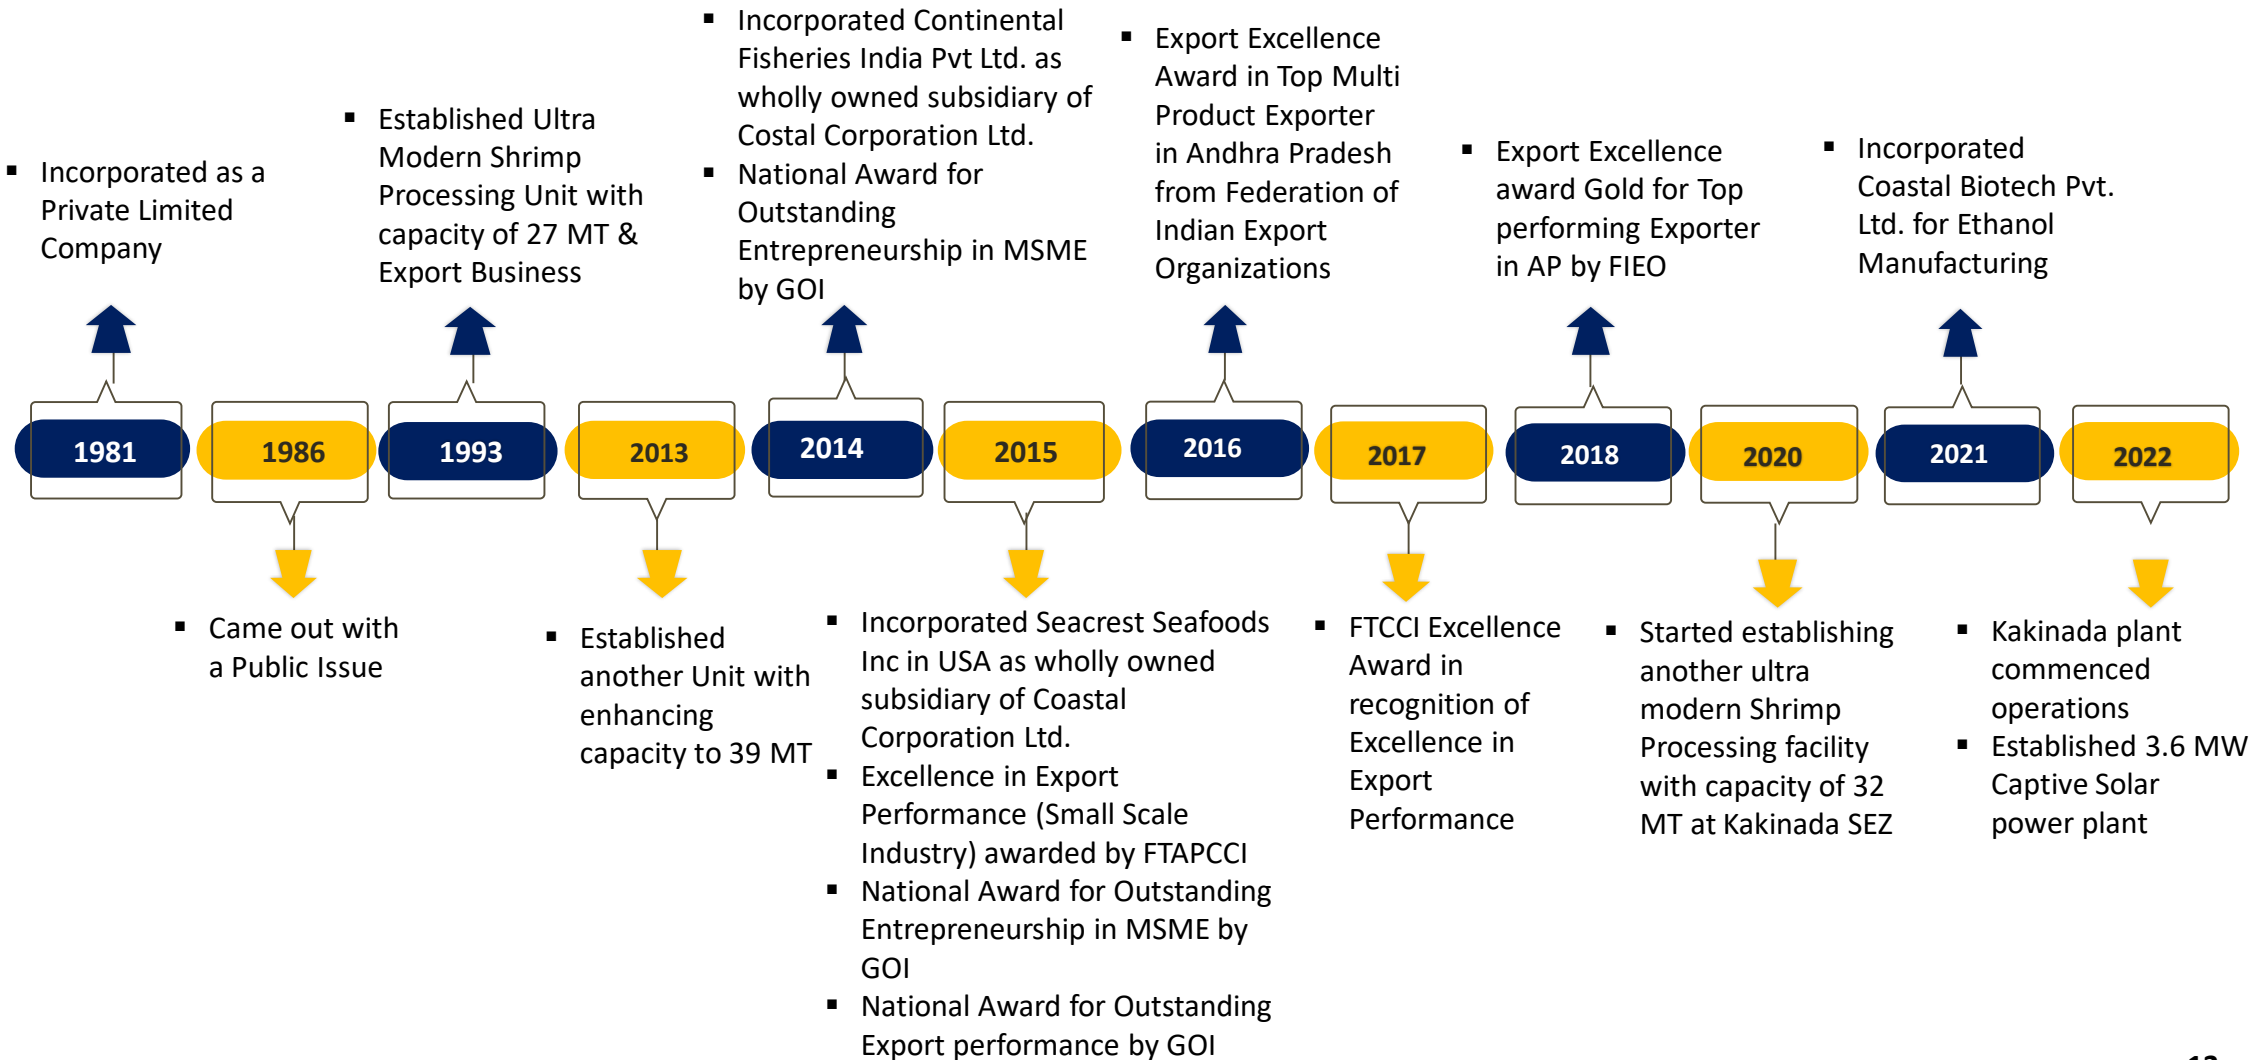 Incorporated as a
Private Limited
Company
Established Ultra
Modern Shrimp
Processing Unit with
capacity of 27 MT &
Export Business
Incorporated Continental
Fisheries India Pvt Ltd. as
wholly owned subsidiary of
Costal Corporation Ltd.
National Award for
Outstanding
Entrepreneurship in MSME
by GOI
Export Excellence
Award in Top Multi
Product Exporter
in Andhra Pradesh
from Federation of
Indian Export
Organizations
Export Excellence
award Gold for Top
performing Exporter
in AP by FIEO
Incorporated
Coastal Biotech Pvt.
Ltd. for Ethanol
Manufacturing
1981
1986
1993
2013
2014
2015
2016
2017
2018
2020
2021
2022
Came out with
a Public Issue
Established
another Unit with
enhancing
capacity to 39 MT
Incorporated Seacrest Seafoods
Inc in USA as wholly owned
subsidiary of Coastal
Corporation Ltd.
Excellence in Export
Performance (Small Scale
Industry) awarded by FTAPCCI
National Award for Outstanding
Entrepreneurship in MSME by
GOI
National Award for Outstanding
Export performance by GOI
FTCCI Excellence
Award in
recognition of
Excellence in
Export
Performance
Started establishing
another ultra
modern Shrimp
Processing facility
with capacity of 32
MT at Kakinada SEZ
Kakinada plant
commenced
operations
Established 3.6 MW
Captive Solar
power plant